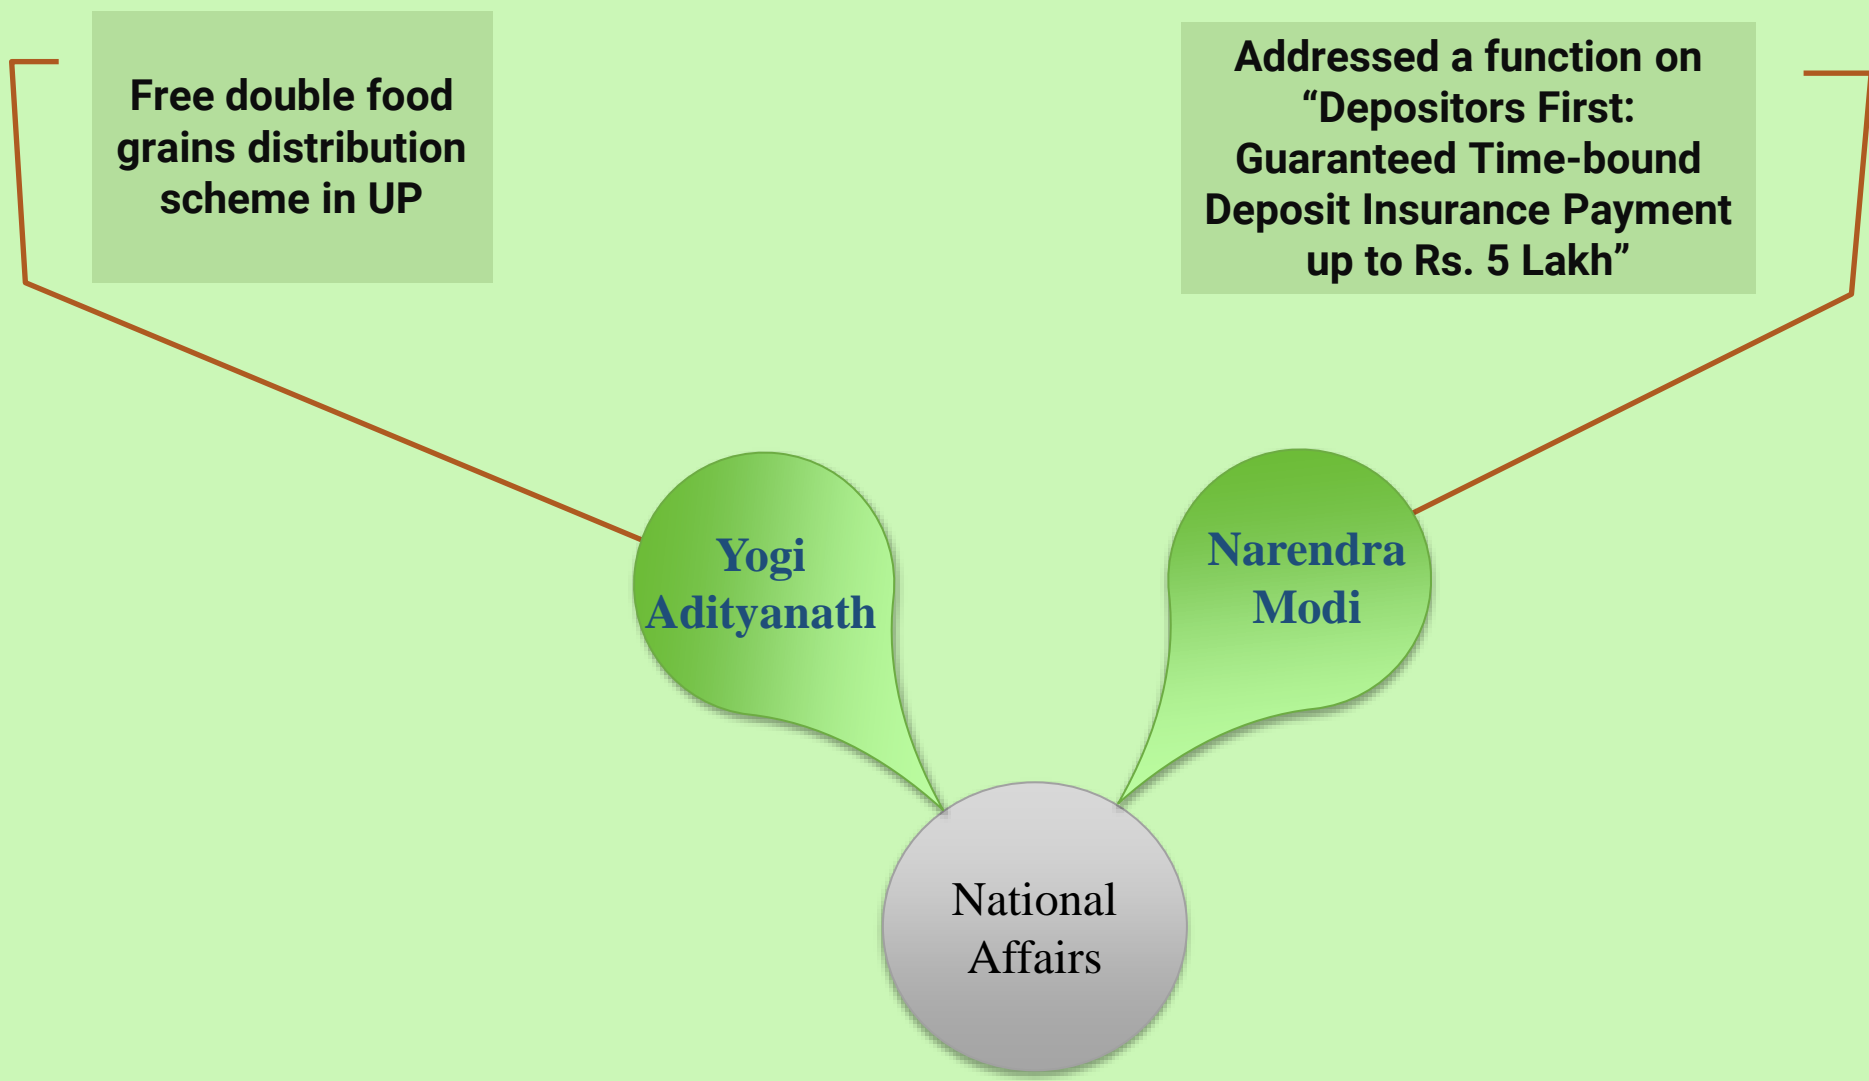 Free double food
grains distribution
scheme in UP
Addressed a function on
“Depositors First:
Guaranteed Time-bound
Deposit Insurance Payment
up to Rs. 5 Lakh”
Yogi
Adityanath
Narendra
Modi
National
Affairs